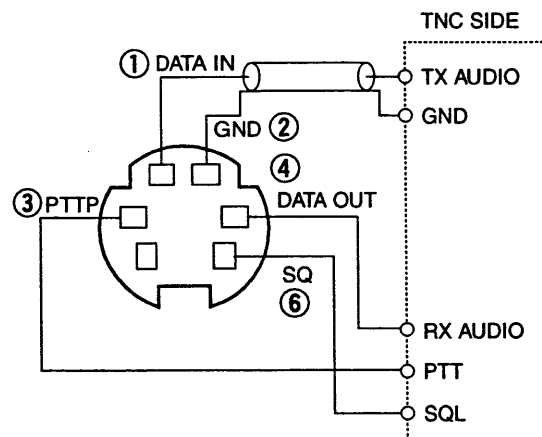 TNC SIDE
① DATA IN
TX AUDIO
GND ②
GND
④
③ PTTP
DATA OUT
SQ
⑥
RX AUDIO
PTT
SQL